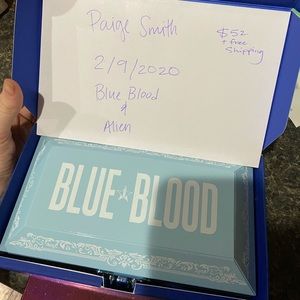 Paige Smith
$52
+ free
Shipping
2/9/2020
Blue Blood
&
Alien
BLUE BLOOD